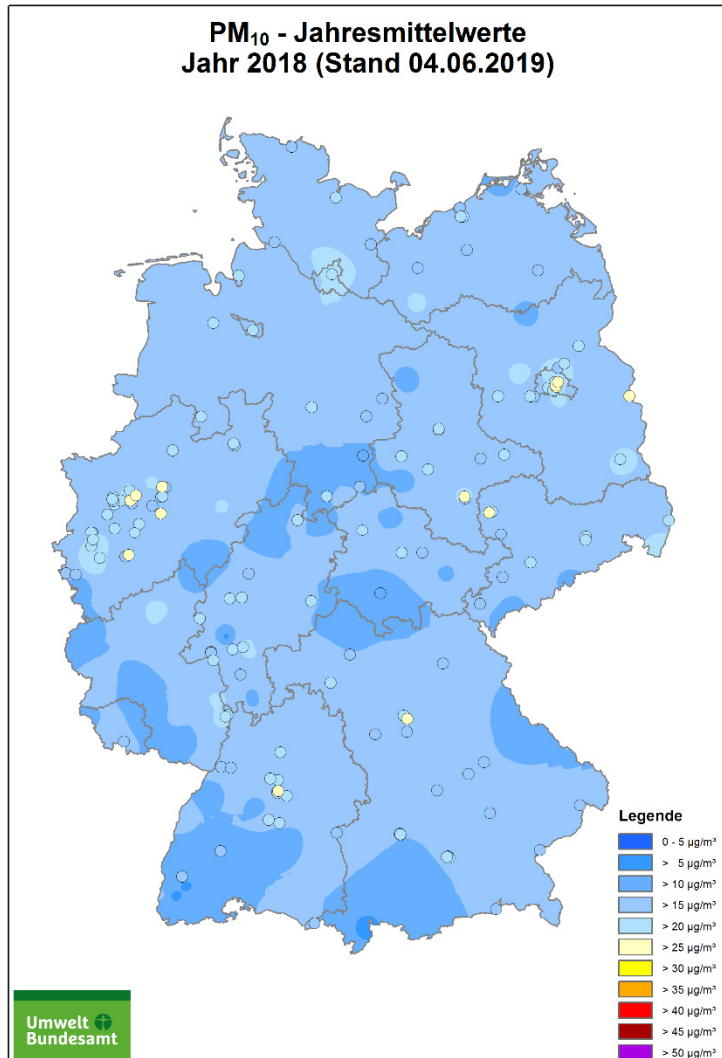 PM₁₀ - Jahresmittelwerte
Jahr 2018 (Stand 04.06.2019)
Legende
0 - 5 µg/m³
> 5 µg/m³
> 10 µg/m³
> 15 µg/m³
> 20 µg/m³
> 25 µg/m³
> 30 µg/m³
> 35 µg/m³
> 40 µg/m³
> 45 µg/m³
> 50 µg/m³
Umwelt
Bundesamt